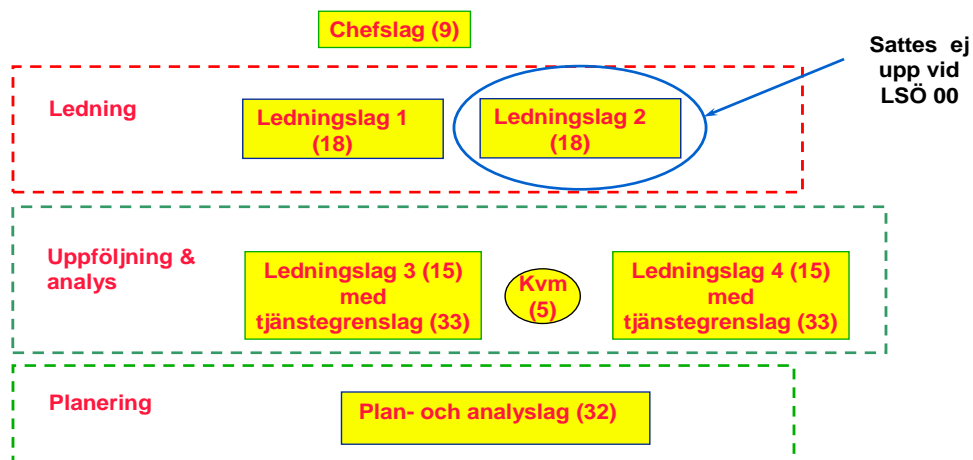 Chefslag (9)
Sattes ej
upp vid
LSÖ 00
Ledning
Ledningslag 1
(18)
Ledningslag 2
(18)
Uppföljning &
analys
Ledningslag 3 (15)
med
tjänstegrenslag (33)
Kvm
(5)
Ledningslag 4 (15)
med
tjänstegrenslag (33)
Planering
Plan- och analyslag (32)